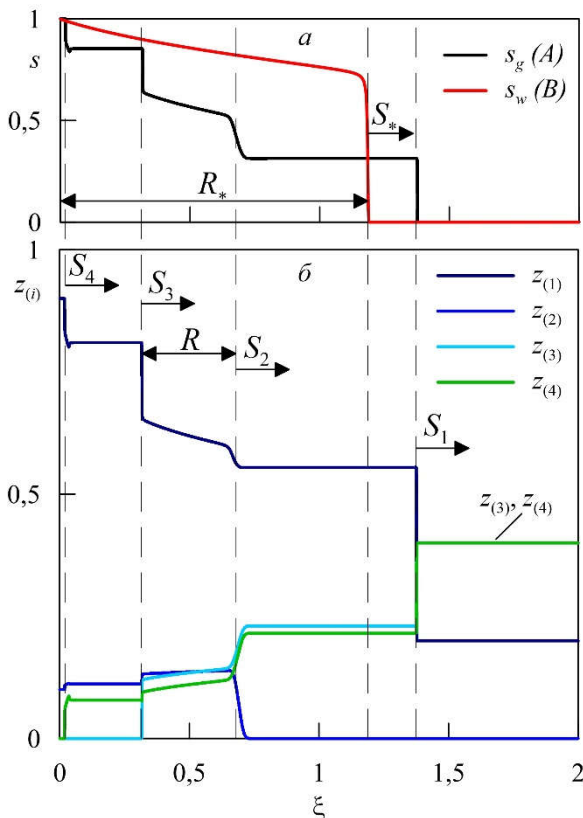 1
a
s
s_g (A)
s_w (B)
0,5
S_*
R_*
0
1
б
z_(i)
S_4
S_3
R
S_2
S_1
z_(1)
z_(2)
z_(3)
z_(4)
0,5
z_(3), z_(4)
0
0
0,5
1
1,5
2
ξ